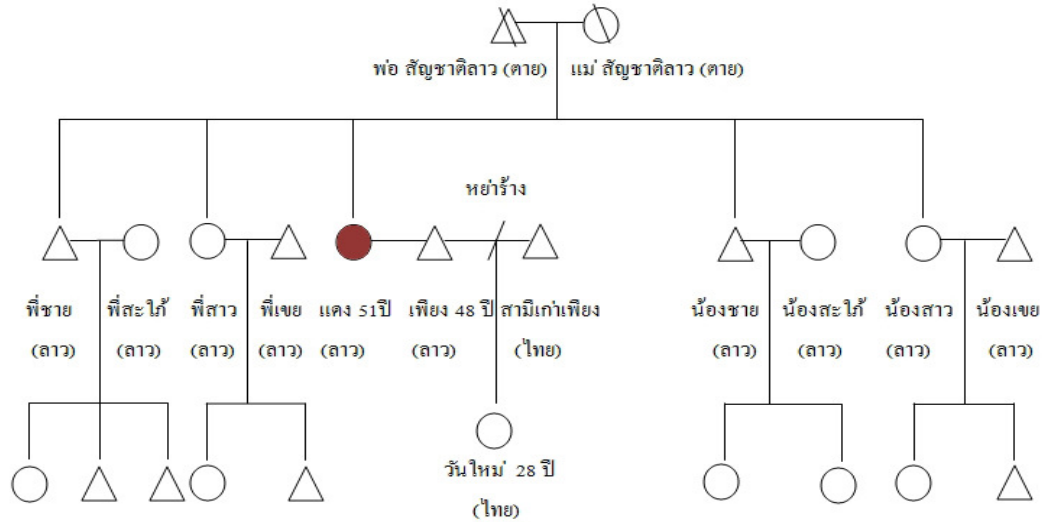 พ่อ สัญชาติลาว (ตาย) แม่ สัญชาติลาว (ตาย)
หย่าร้าง
พี่ชาย พี่สะใภ้ พี่สาว พี่เขย แดง 51ปี เพียง 48 ปี สามีเก่าเพียง น้องชาย น้องสะใภ้ น้องสาว น้องเขย
(ลาว) (ลาว) (ลาว) (ลาว) (ลาว) (ลาว) (ไทย) (ลาว) (ลาว) (ลาว) (ลาว)
วันใหม่ 28 ปี
(ไทย)